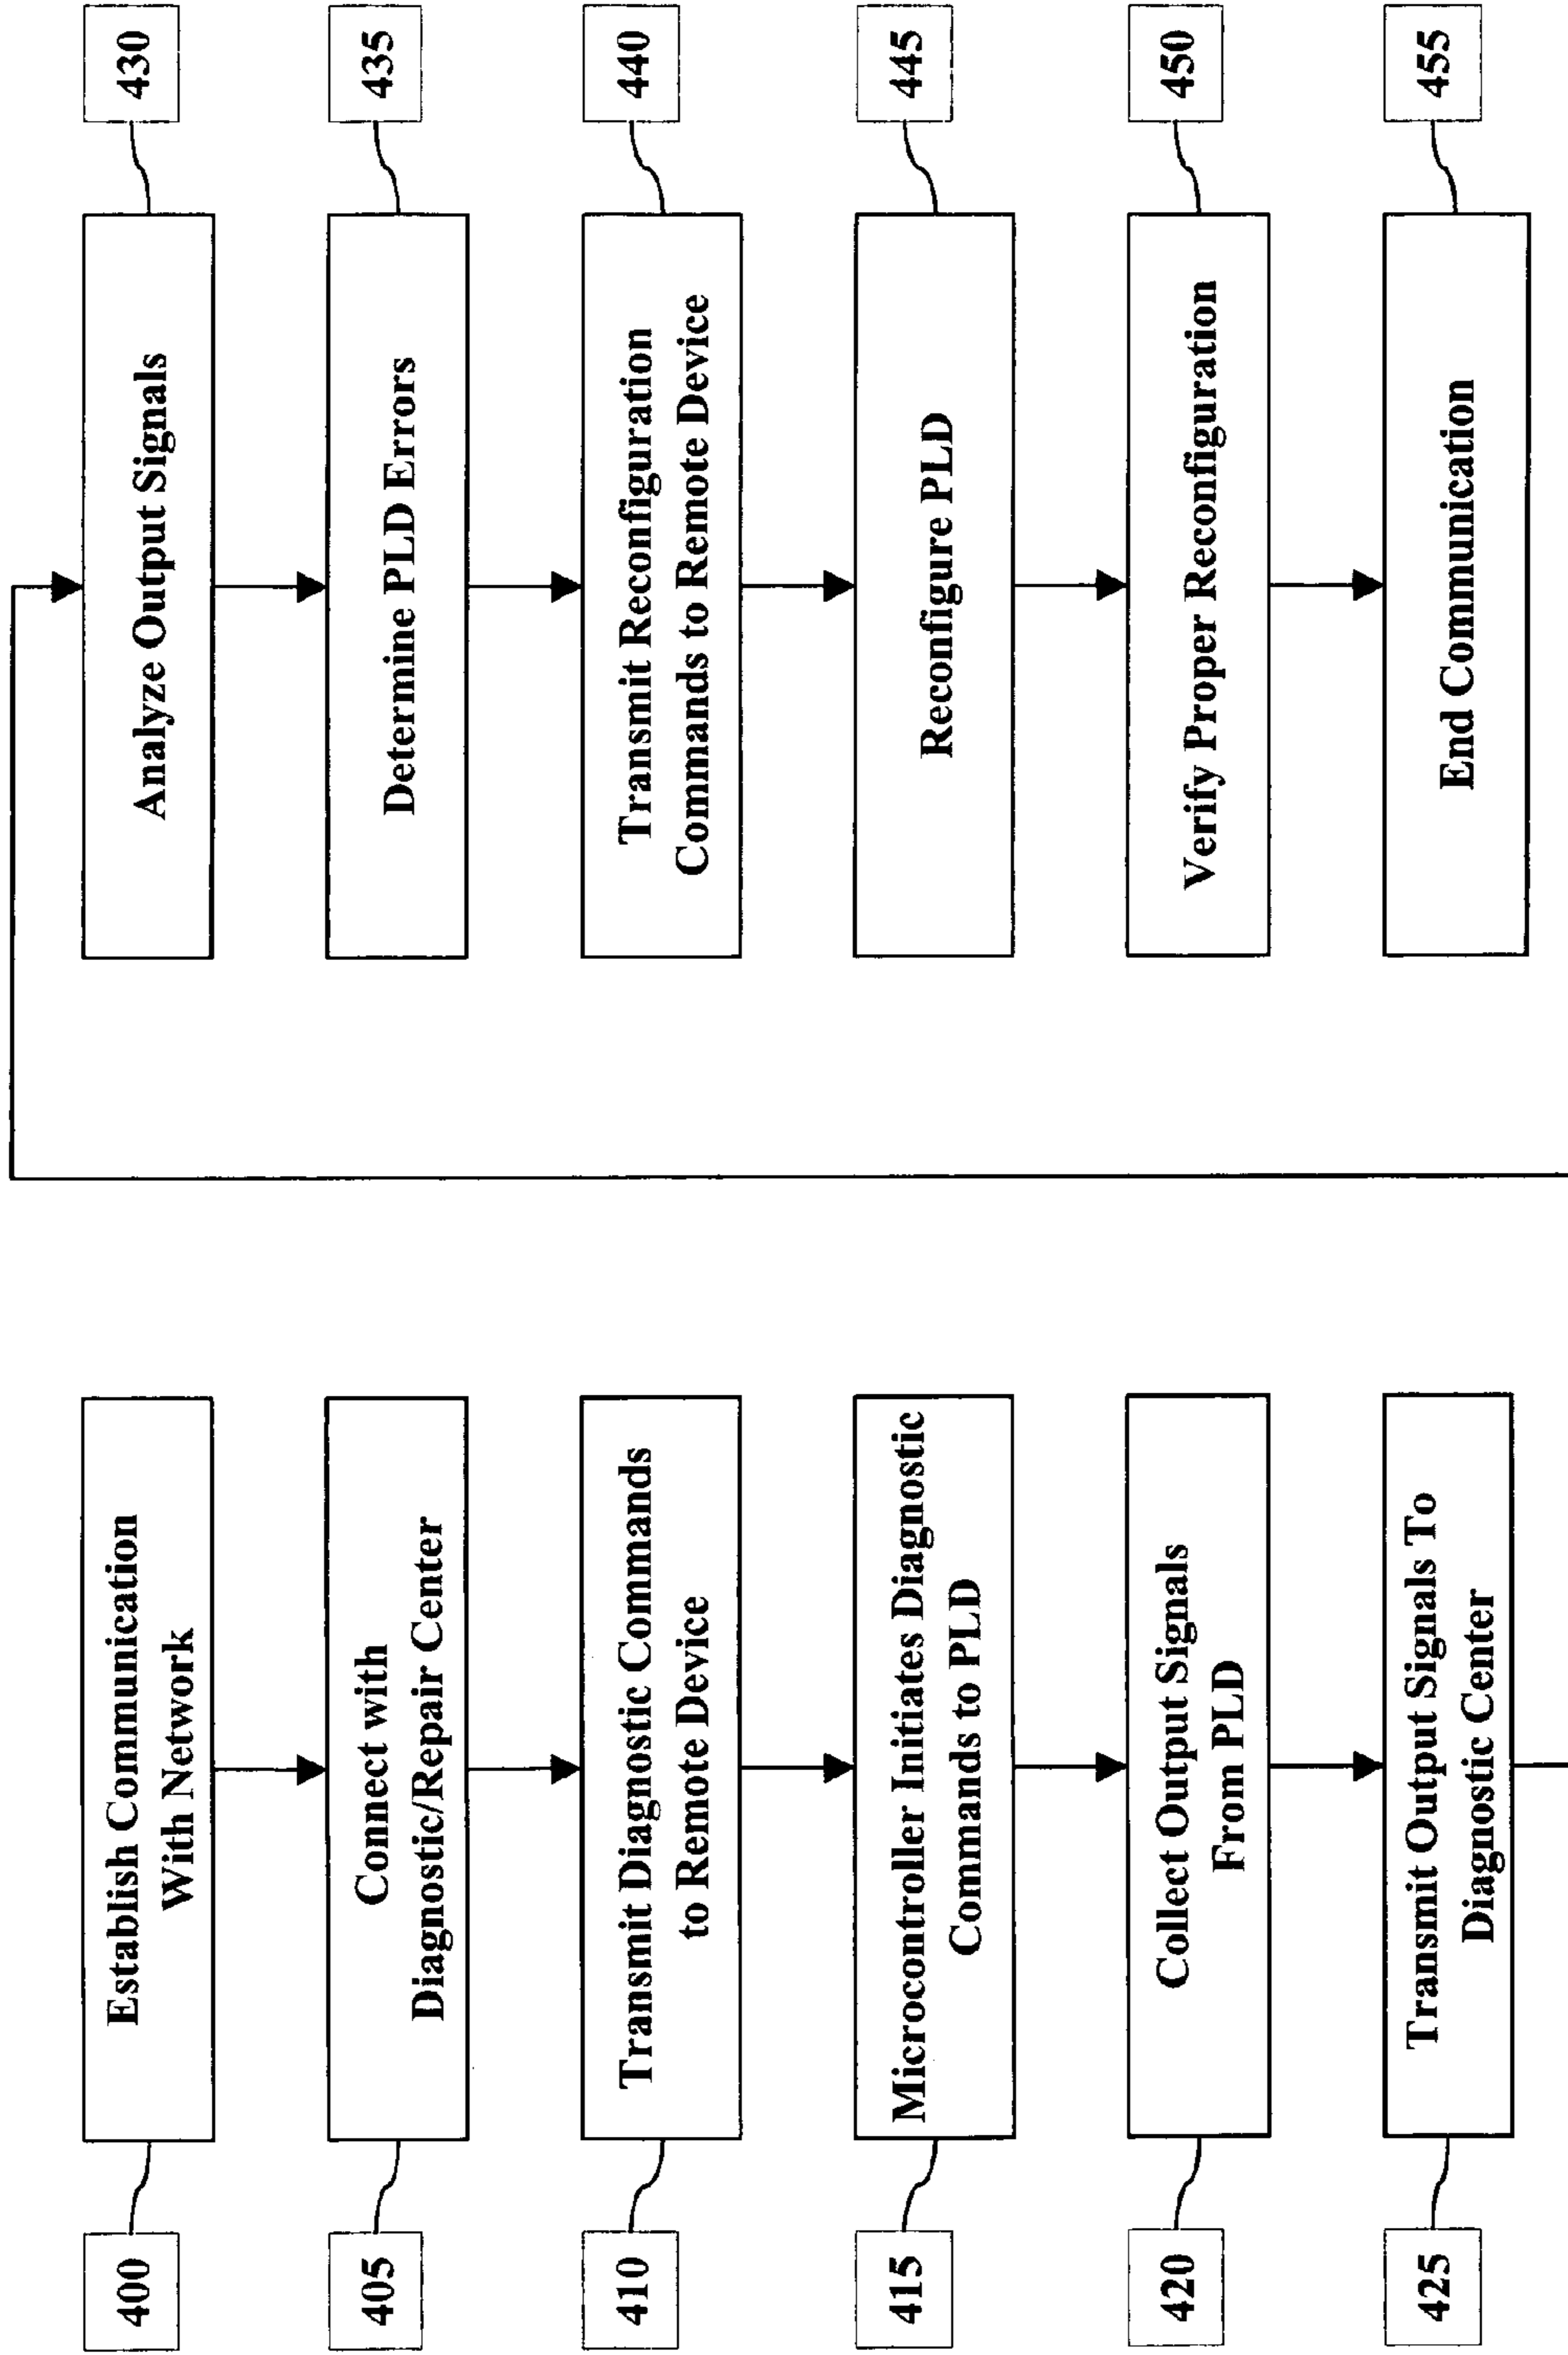 400
Establish Communication
With Network
405
Connect with
Diagnostic/Repair Center
410
Transmit Diagnostic Commands
to Remote Device
415
Microcontroller Initiates Diagnostic
Commands to PLD
420
Collect Output Signals
From PLD
425
Transmit Output Signals To
Diagnostic Center
Analyze Output Signals
430
Determine PLD Errors
435
Transmit Reconfiguration
Commands to Remote Device
440
Reconfigure PLD
445
Verify Proper Reconfiguration
450
End Communication
455